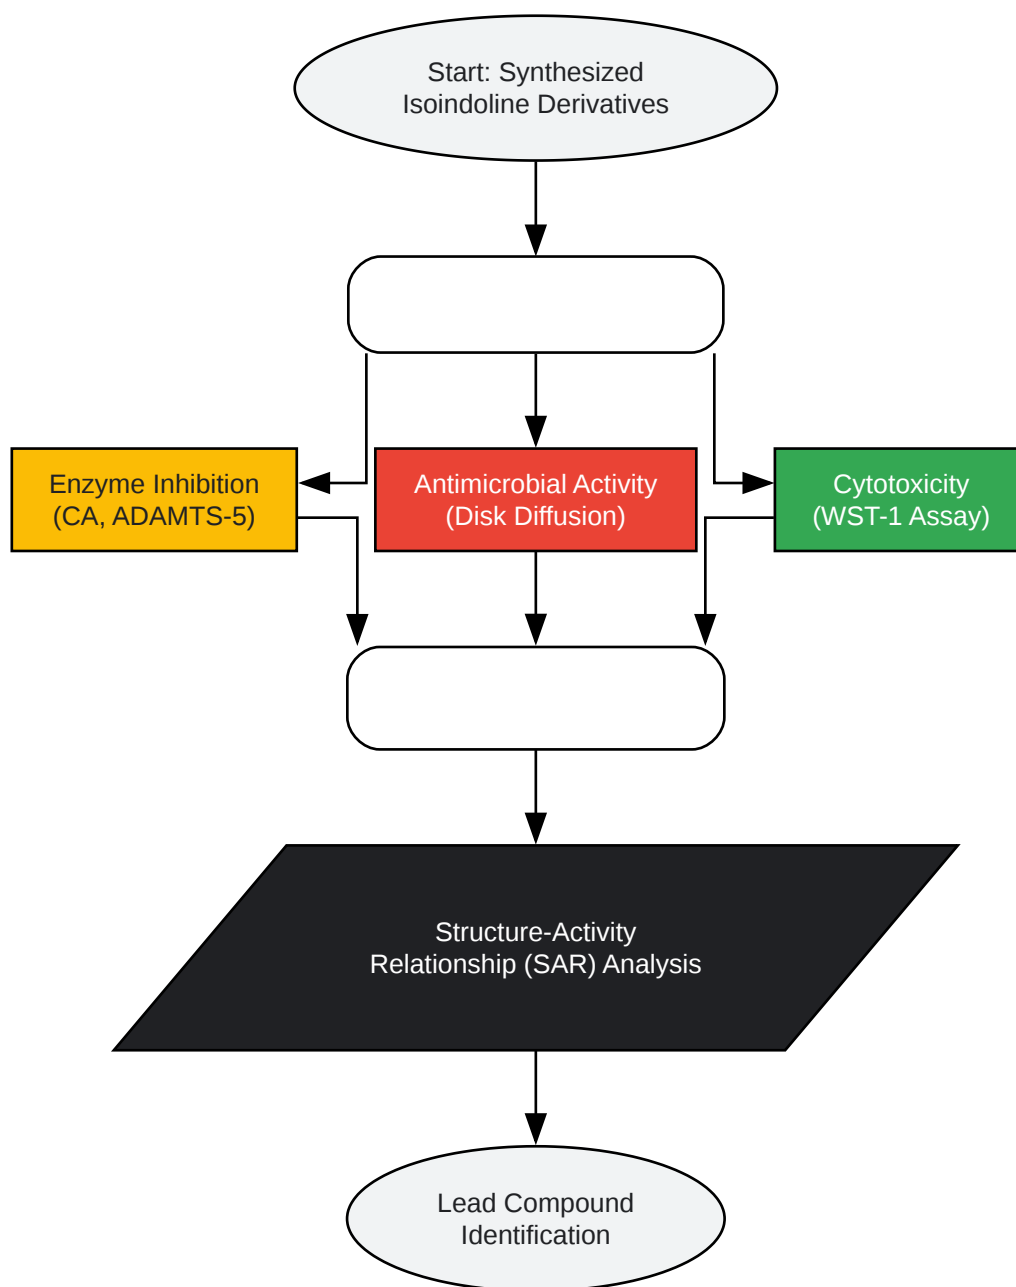 Start: Synthesized
Isoindoline Derivatives
Enzyme Inhibition
(CA, ADAMTS-5)
Antimicrobial Activity
(Disk Diffusion)
Cytotoxicity
(WST-1 Assay)
Structure-Activity
Relationship (SAR) Analysis
Lead Compound
Identification